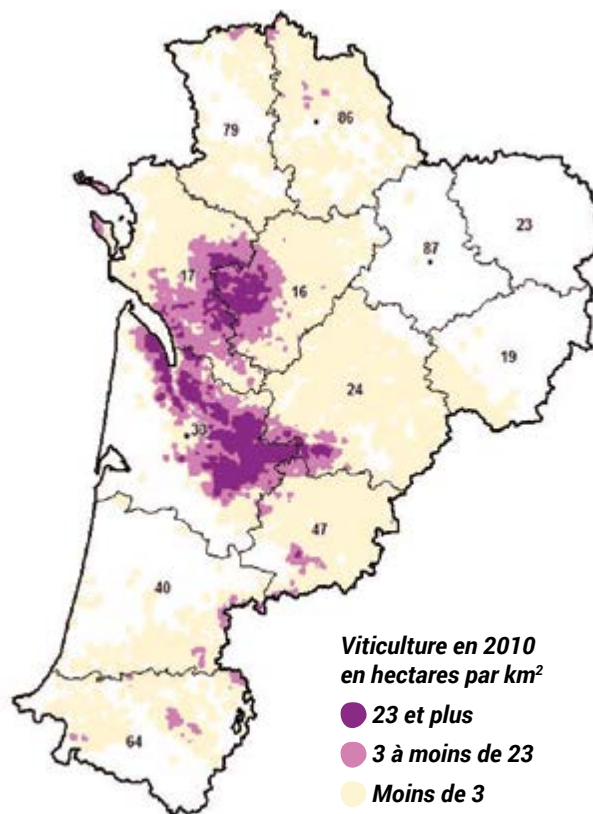 79
86
23
87
17
16
19
24
33
47
40
64
Viticulture en 2010
en hectares par km²
23 et plus
3 à moins de 23
Moins de 3